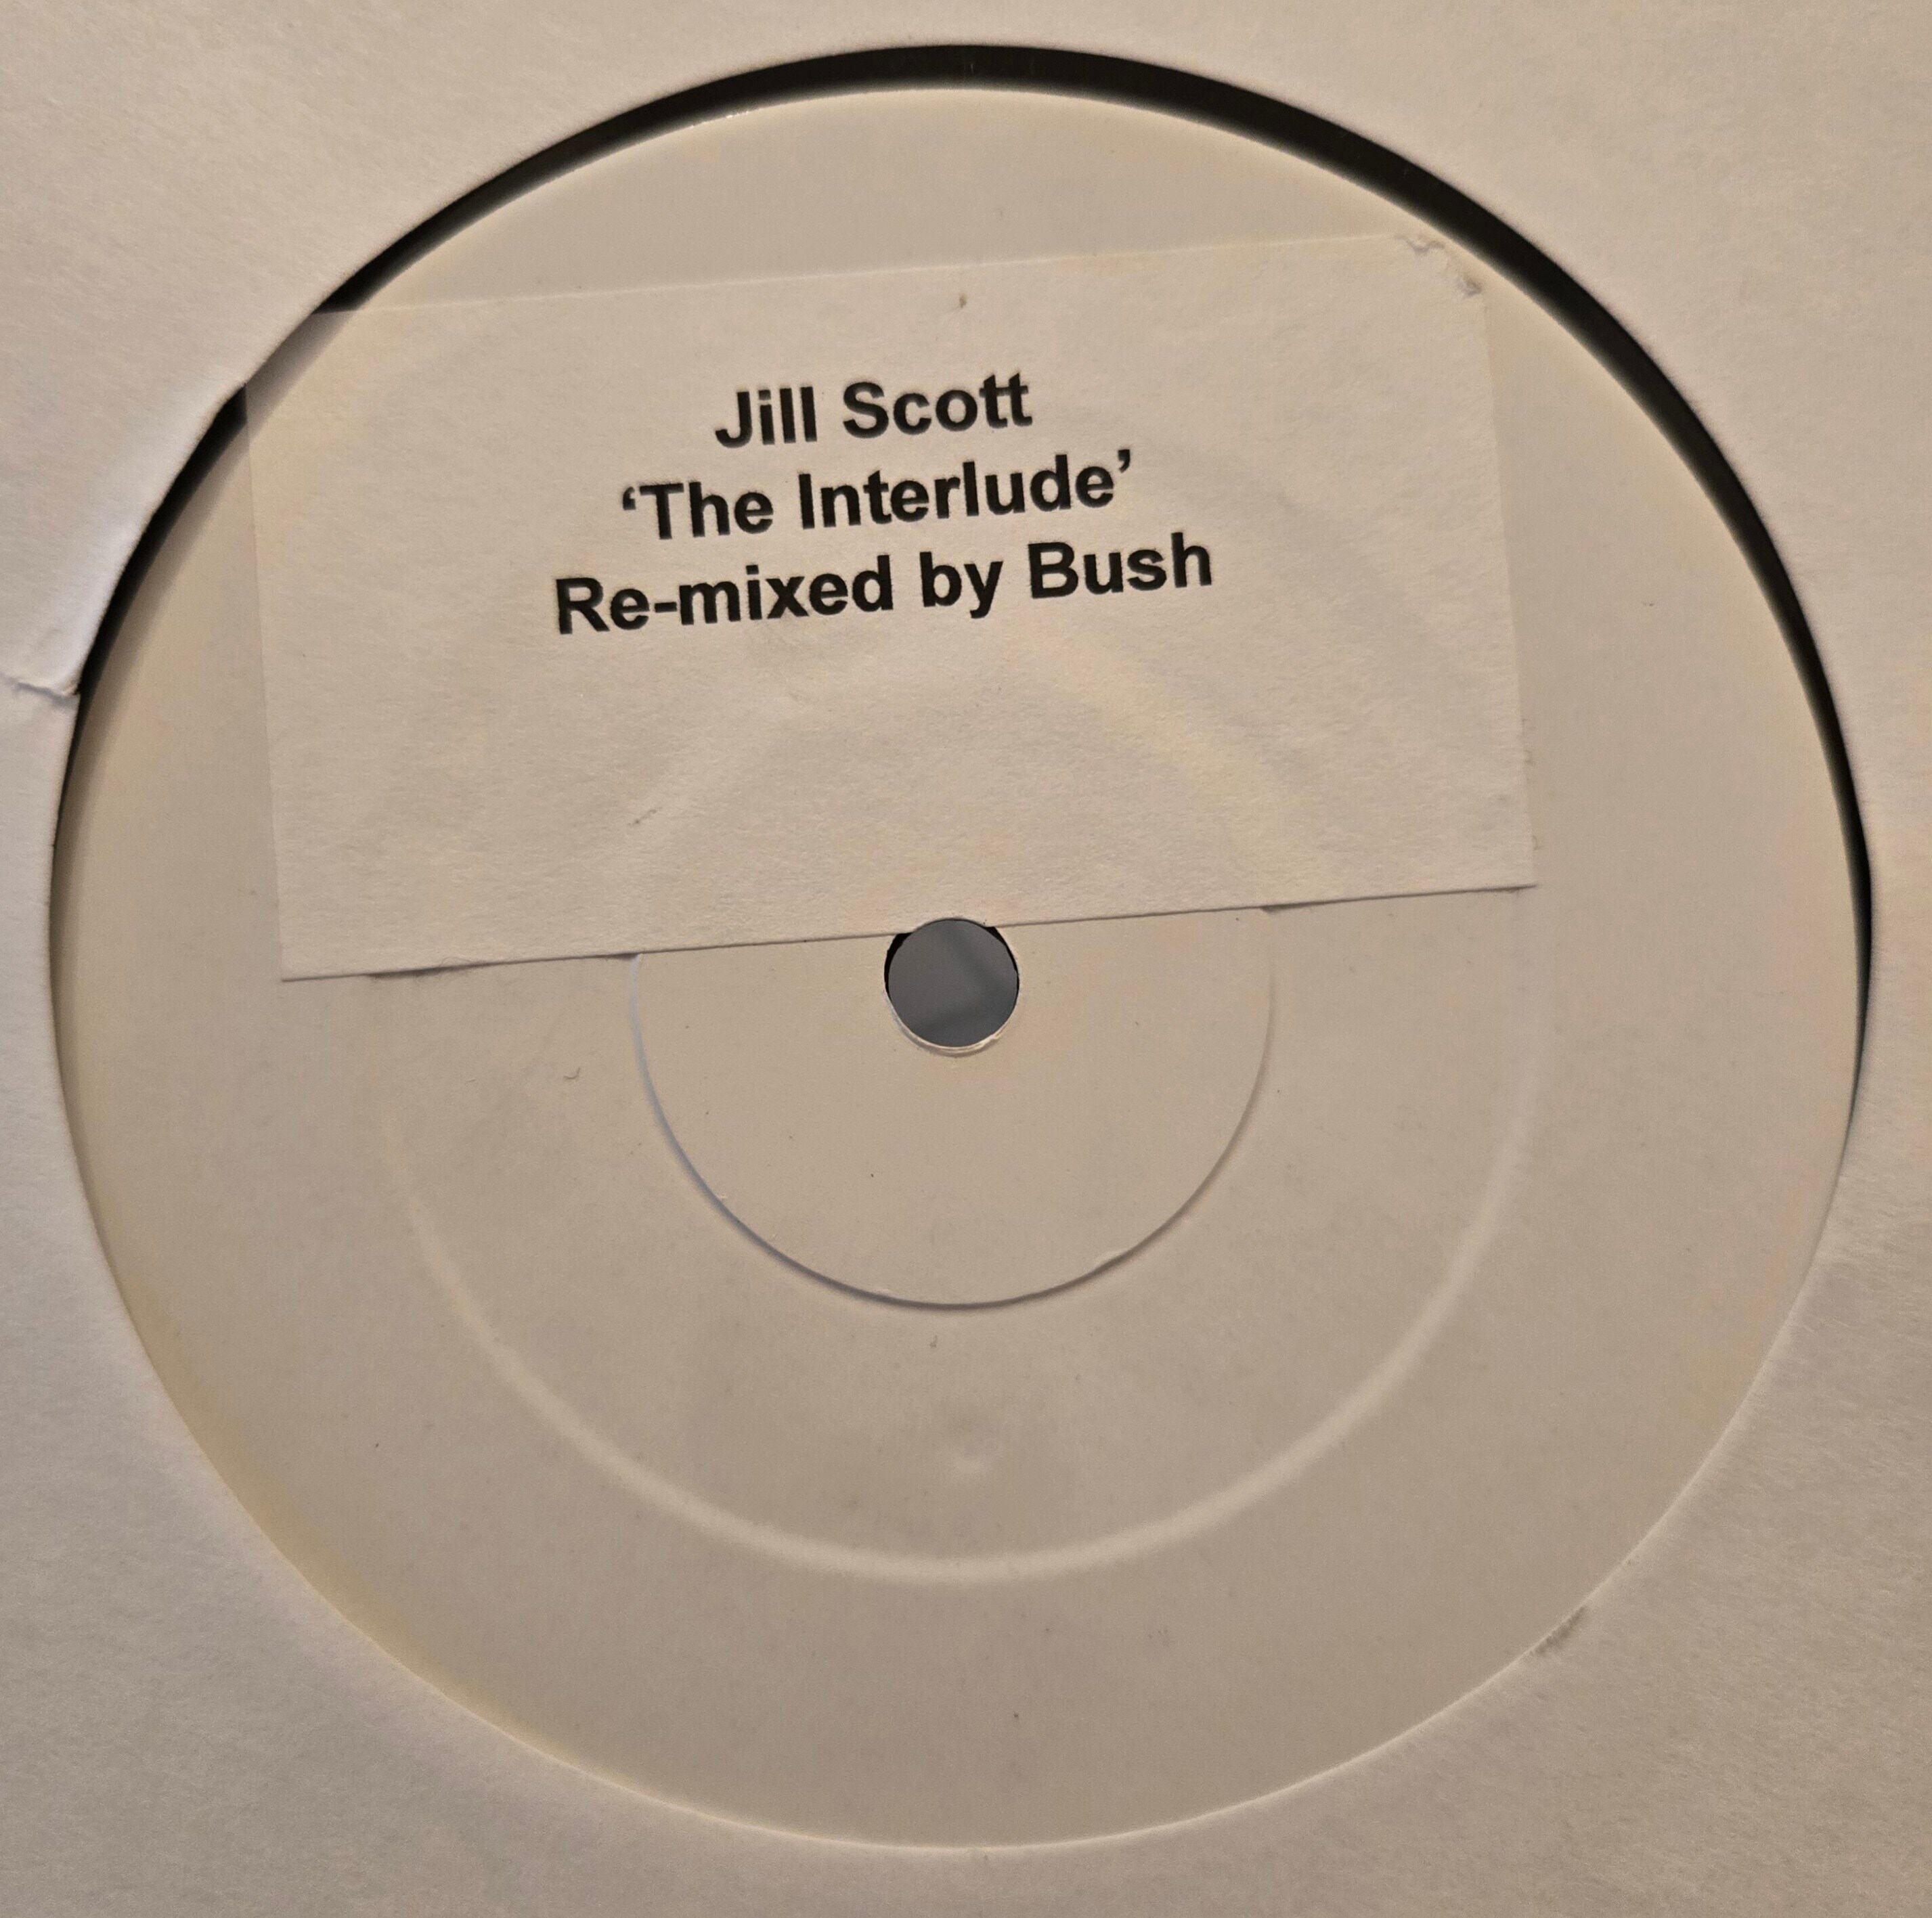 Jill Scott
‘The Interlude’
Re-mixed by Bush